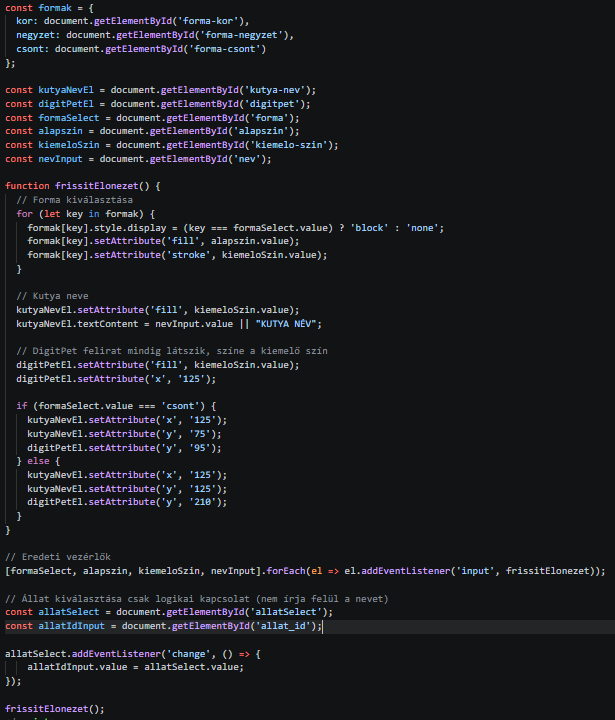 const formak = {
  kor: document.getElementById('forma-kor'),
  negyzet: document.getElementById('forma-negyzet'),
  csont: document.getElementById('forma-csont')
};

const kutyaNevEl = document.getElementById('kutya-nev');
const digitPetEl = document.getElementById('digitpet');
const formaSelect = document.getElementById('forma');
const alapszin = document.getElementById('alapszin');
const kiemeloSzin = document.getElementById('kiemelo-szin');
const nevInput = document.getElementById('nev');

function frissitElonezet() {
  // Forma kiválasztása
  for (let key in formak) {
    formak[key].style.display = (key === formaSelect.value) ? 'block' : 'none';
    formak[key].setAttribute('fill', alapszin.value);
    formak[key].setAttribute('stroke', kiemeloSzin.value);
  }

  // Kutya neve
  kutyaNevEl.setAttribute('fill', kiemeloSzin.value);
  kutyaNevEl.textContent = nevInput.value || "KUTYA NÉV";

  // DigitPet felirat mindig látszik, színe a kiemelő szín
  digitPetEl.setAttribute('fill', kiemeloSzin.value);
  digitPetEl.setAttribute('x', '125');

  if (formaSelect.value === 'csont') {
    kutyaNevEl.setAttribute('x', '125');
    kutyaNevEl.setAttribute('y', '75');
    digitPetEl.setAttribute('y', '95');
  } else {
    kutyaNevEl.setAttribute('x', '125');
    kutyaNevEl.setAttribute('y', '125');
    digitPetEl.setAttribute('y', '210');
  }
}

// Eredeti vezérlők
[formaSelect, alapszin, kiemeloSzin, nevInput].forEach(el => el.addEventListener('input', frissitElonezet));

// Állat kiválasztása csak logikai kapcsolat (nem írja felül a nevet)
const allatSelect = document.getElementById('allatSelect');
const allatIdInput = document.getElementById('allat_id');

allatSelect.addEventListener('change', () => {
    allatIdInput.value = allatSelect.value;
});

frissitElonezet();